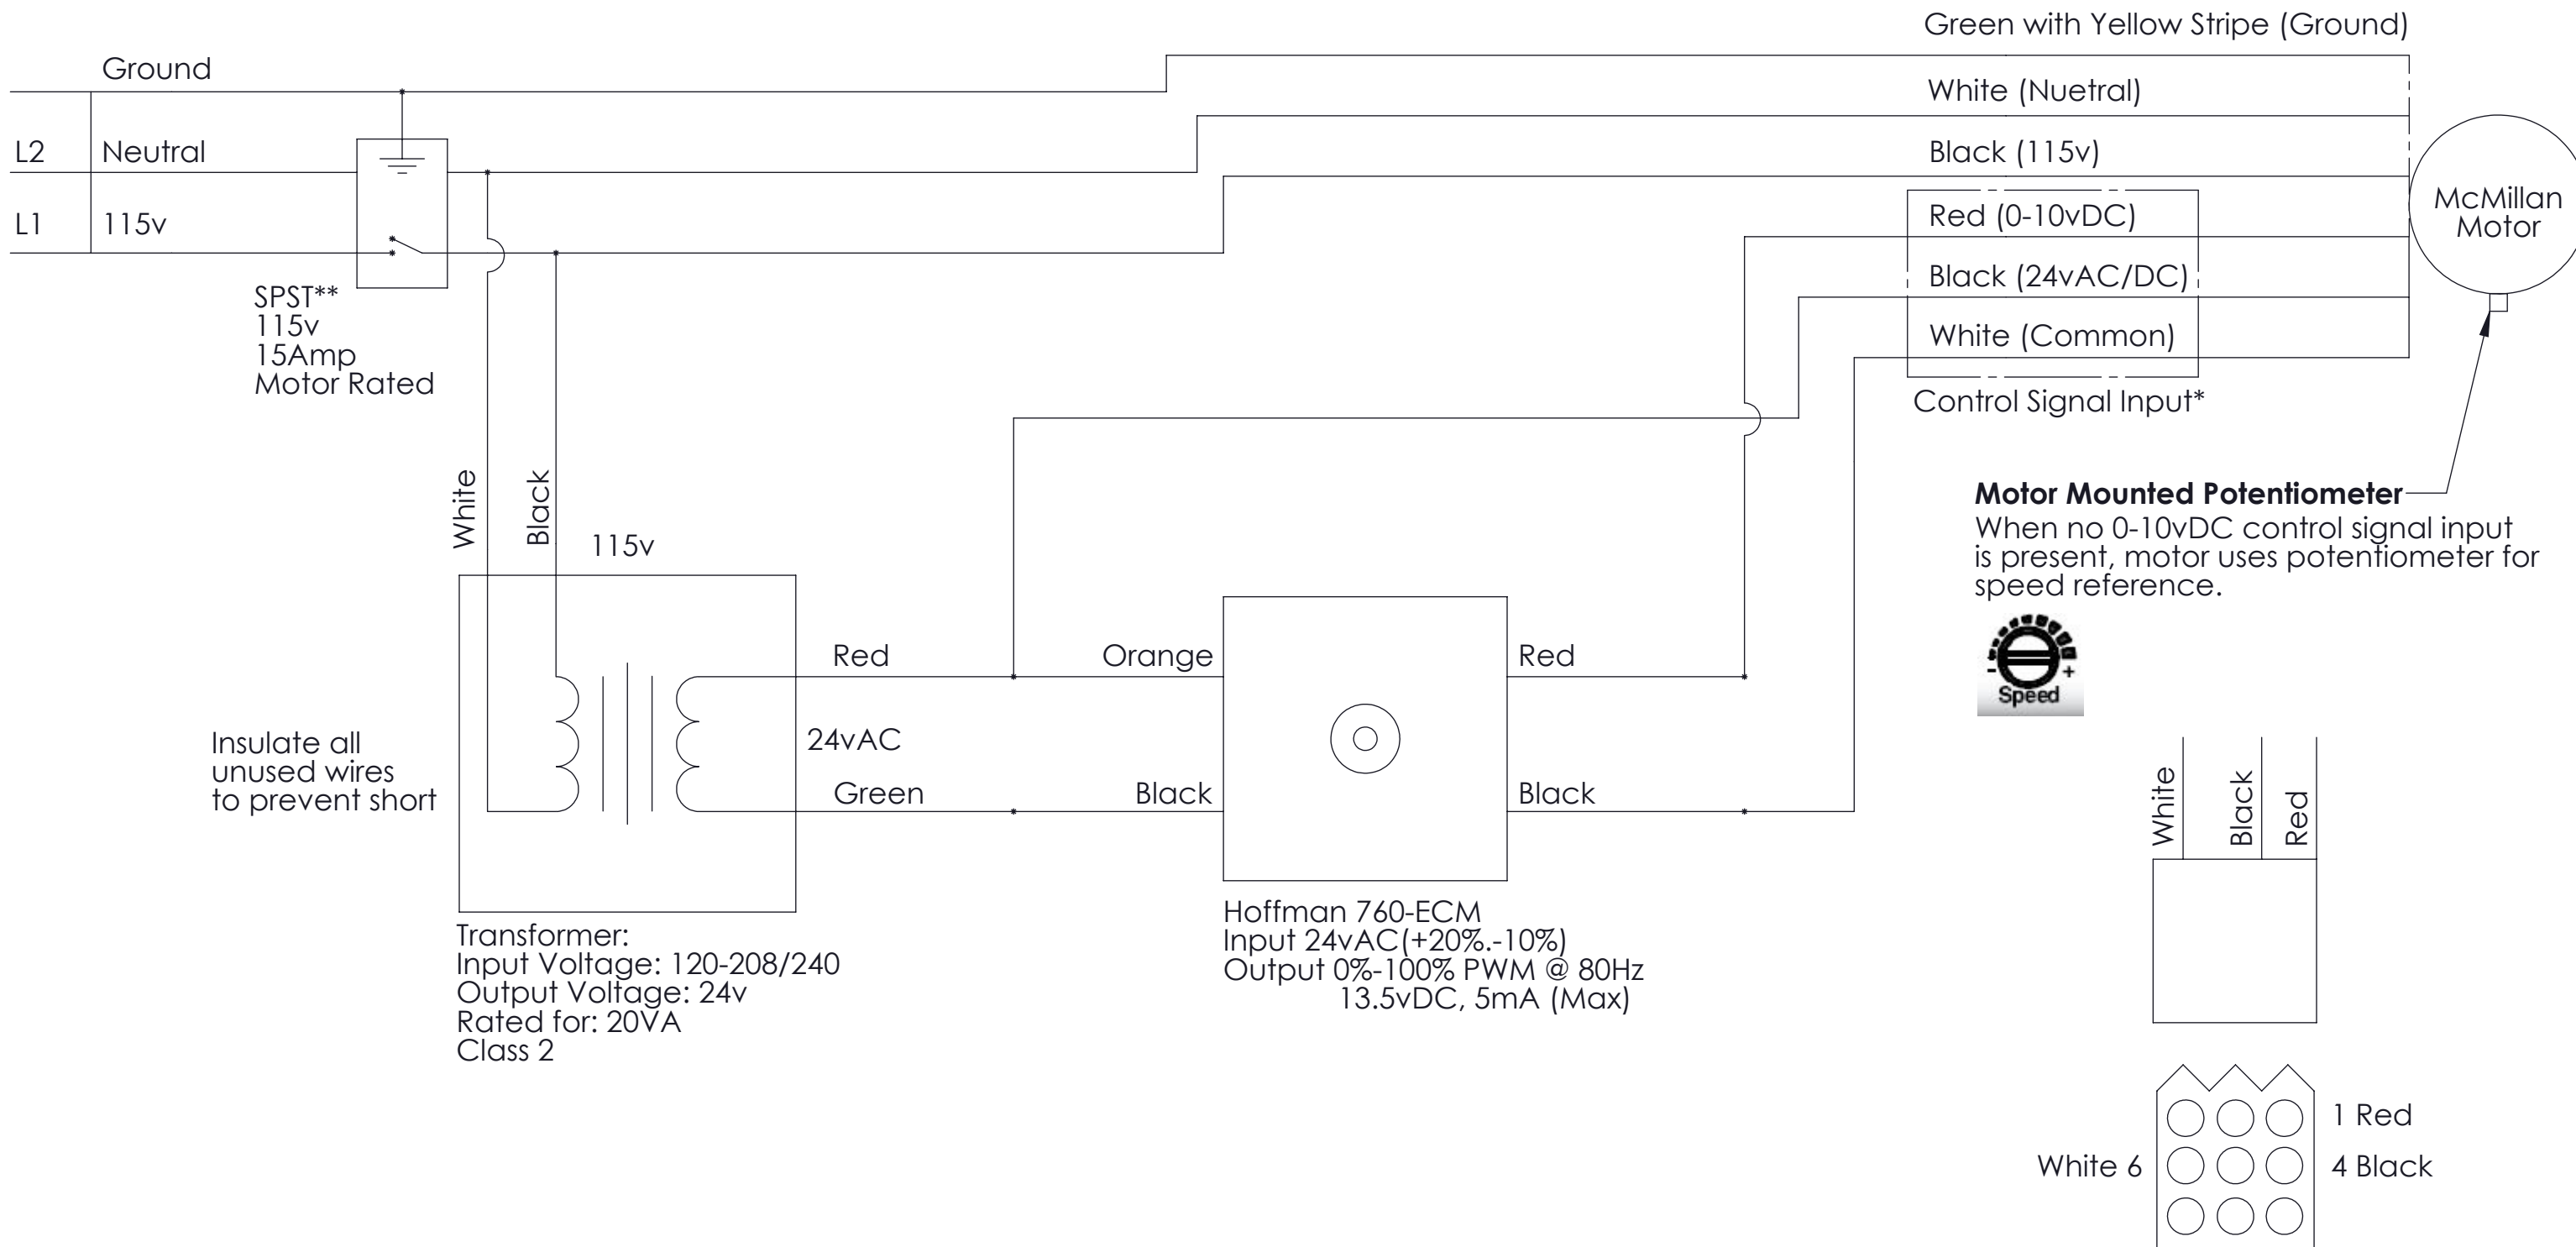 Green with Yellow Stripe (Ground)
Ground
White (Nuetral)
L2
Neutral
Black (115v)
L1
115v
Red (0-10vDC)
McMillan
Motor
Black (24vAC/DC)
White (Common)
Control Signal Input*
SPST**
115v
15Amp
Motor Rated
White
Black
115v
Motor Mounted Potentiometer
When no 0-10vDC control signal input
is present, motor uses potentiometer for
speed reference.
- +
Speed
Red
Orange
Red
24vAC
Green
Black
Black
Insulate all
unused wires
to prevent short
Transformer:
Input Voltage: 120-208/240
Output Voltage: 24v
Rated for: 20VA
Class 2
Hoffman 760-ECM
Input 24vAC(+20%.-10%)
Output 0%-100% PWM @ 80Hz
13.5vDC, 5mA (Max)
White
Black
Red
1 Red
White 6
4 Black